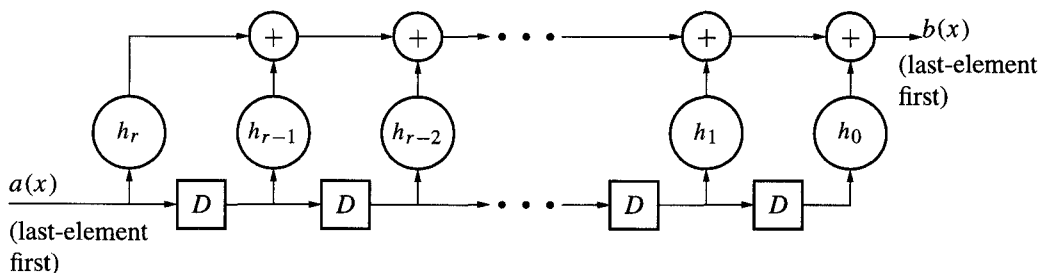 + + • • • + + b(x)
(last-element
first)
h_r h_{r−1} h_{r−2} h_1 h_0
a(x)
D D • • • D D
(last-element
first)